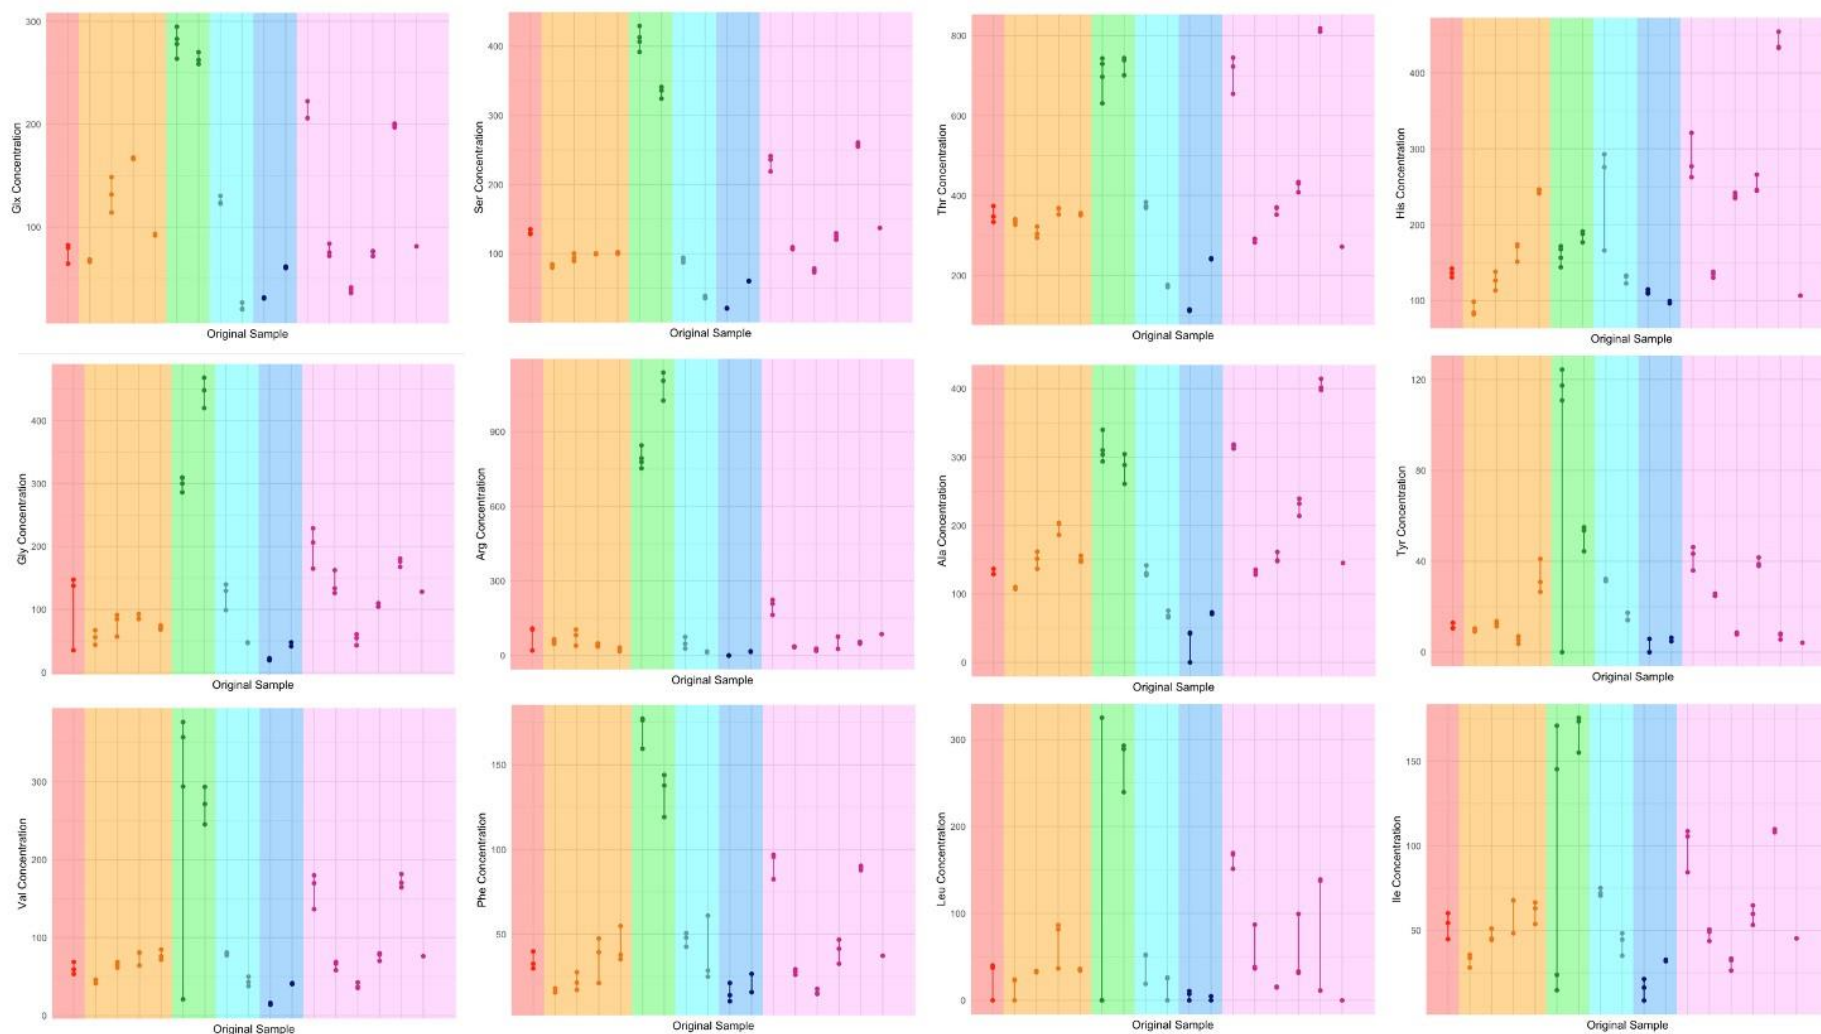 Glx Concentration
300
200
100
Original Sample
Ser Concentration
400
300
200
100
Original Sample
Thr Concentration
800
600
400
200
Original Sample
His Concentration
400
300
200
100
Original Sample
Gly Concentration
400
300
200
100
0
Original Sample
Arg Concentration
900
600
300
0
Original Sample
Ala Concentration
400
300
200
100
0
Original Sample
Tyr Concentration
120
80
40
0
Original Sample
Val Concentration
300
200
100
0
Original Sample
Phe Concentration
150
100
50
Original Sample
Leu Concentration
300
200
100
0
Original Sample
Ile Concentration
150
100
50
Original Sample